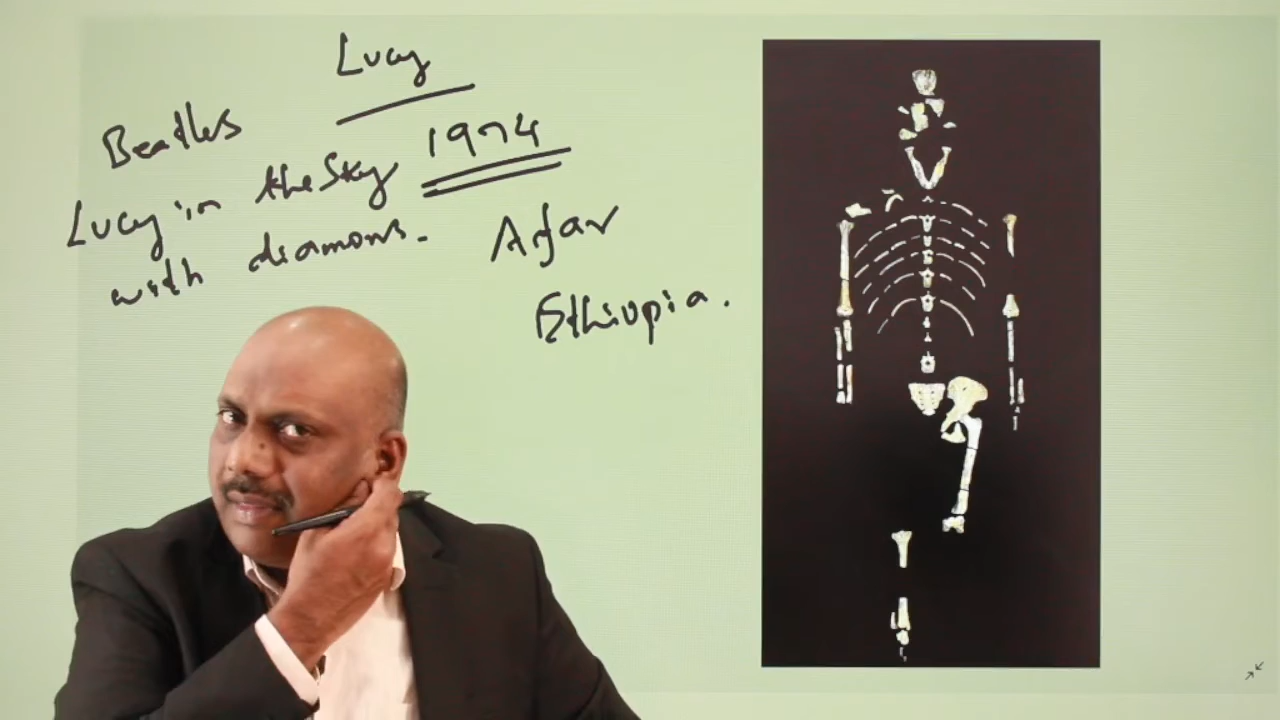 Lucy
1974
Beatles
Lucy in the Sky
with diamons.
Afar
Ethiopia.